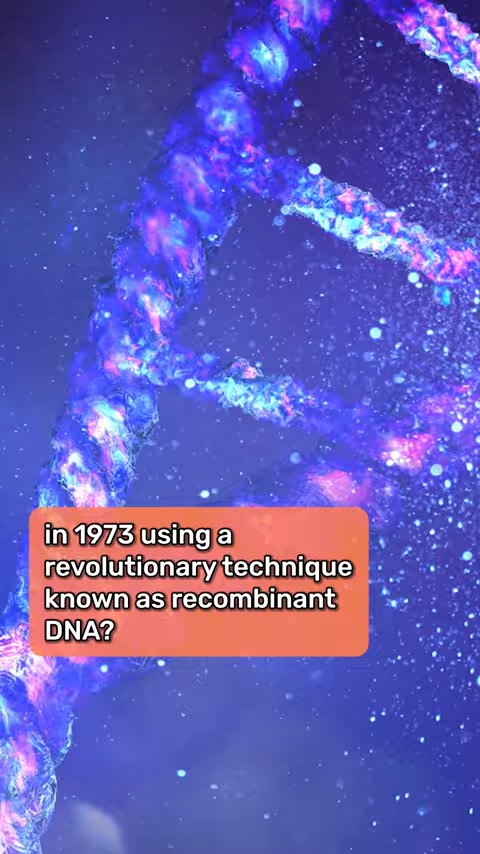 in 1973 using a
revolutionary technique
known as recombinant
DNA?